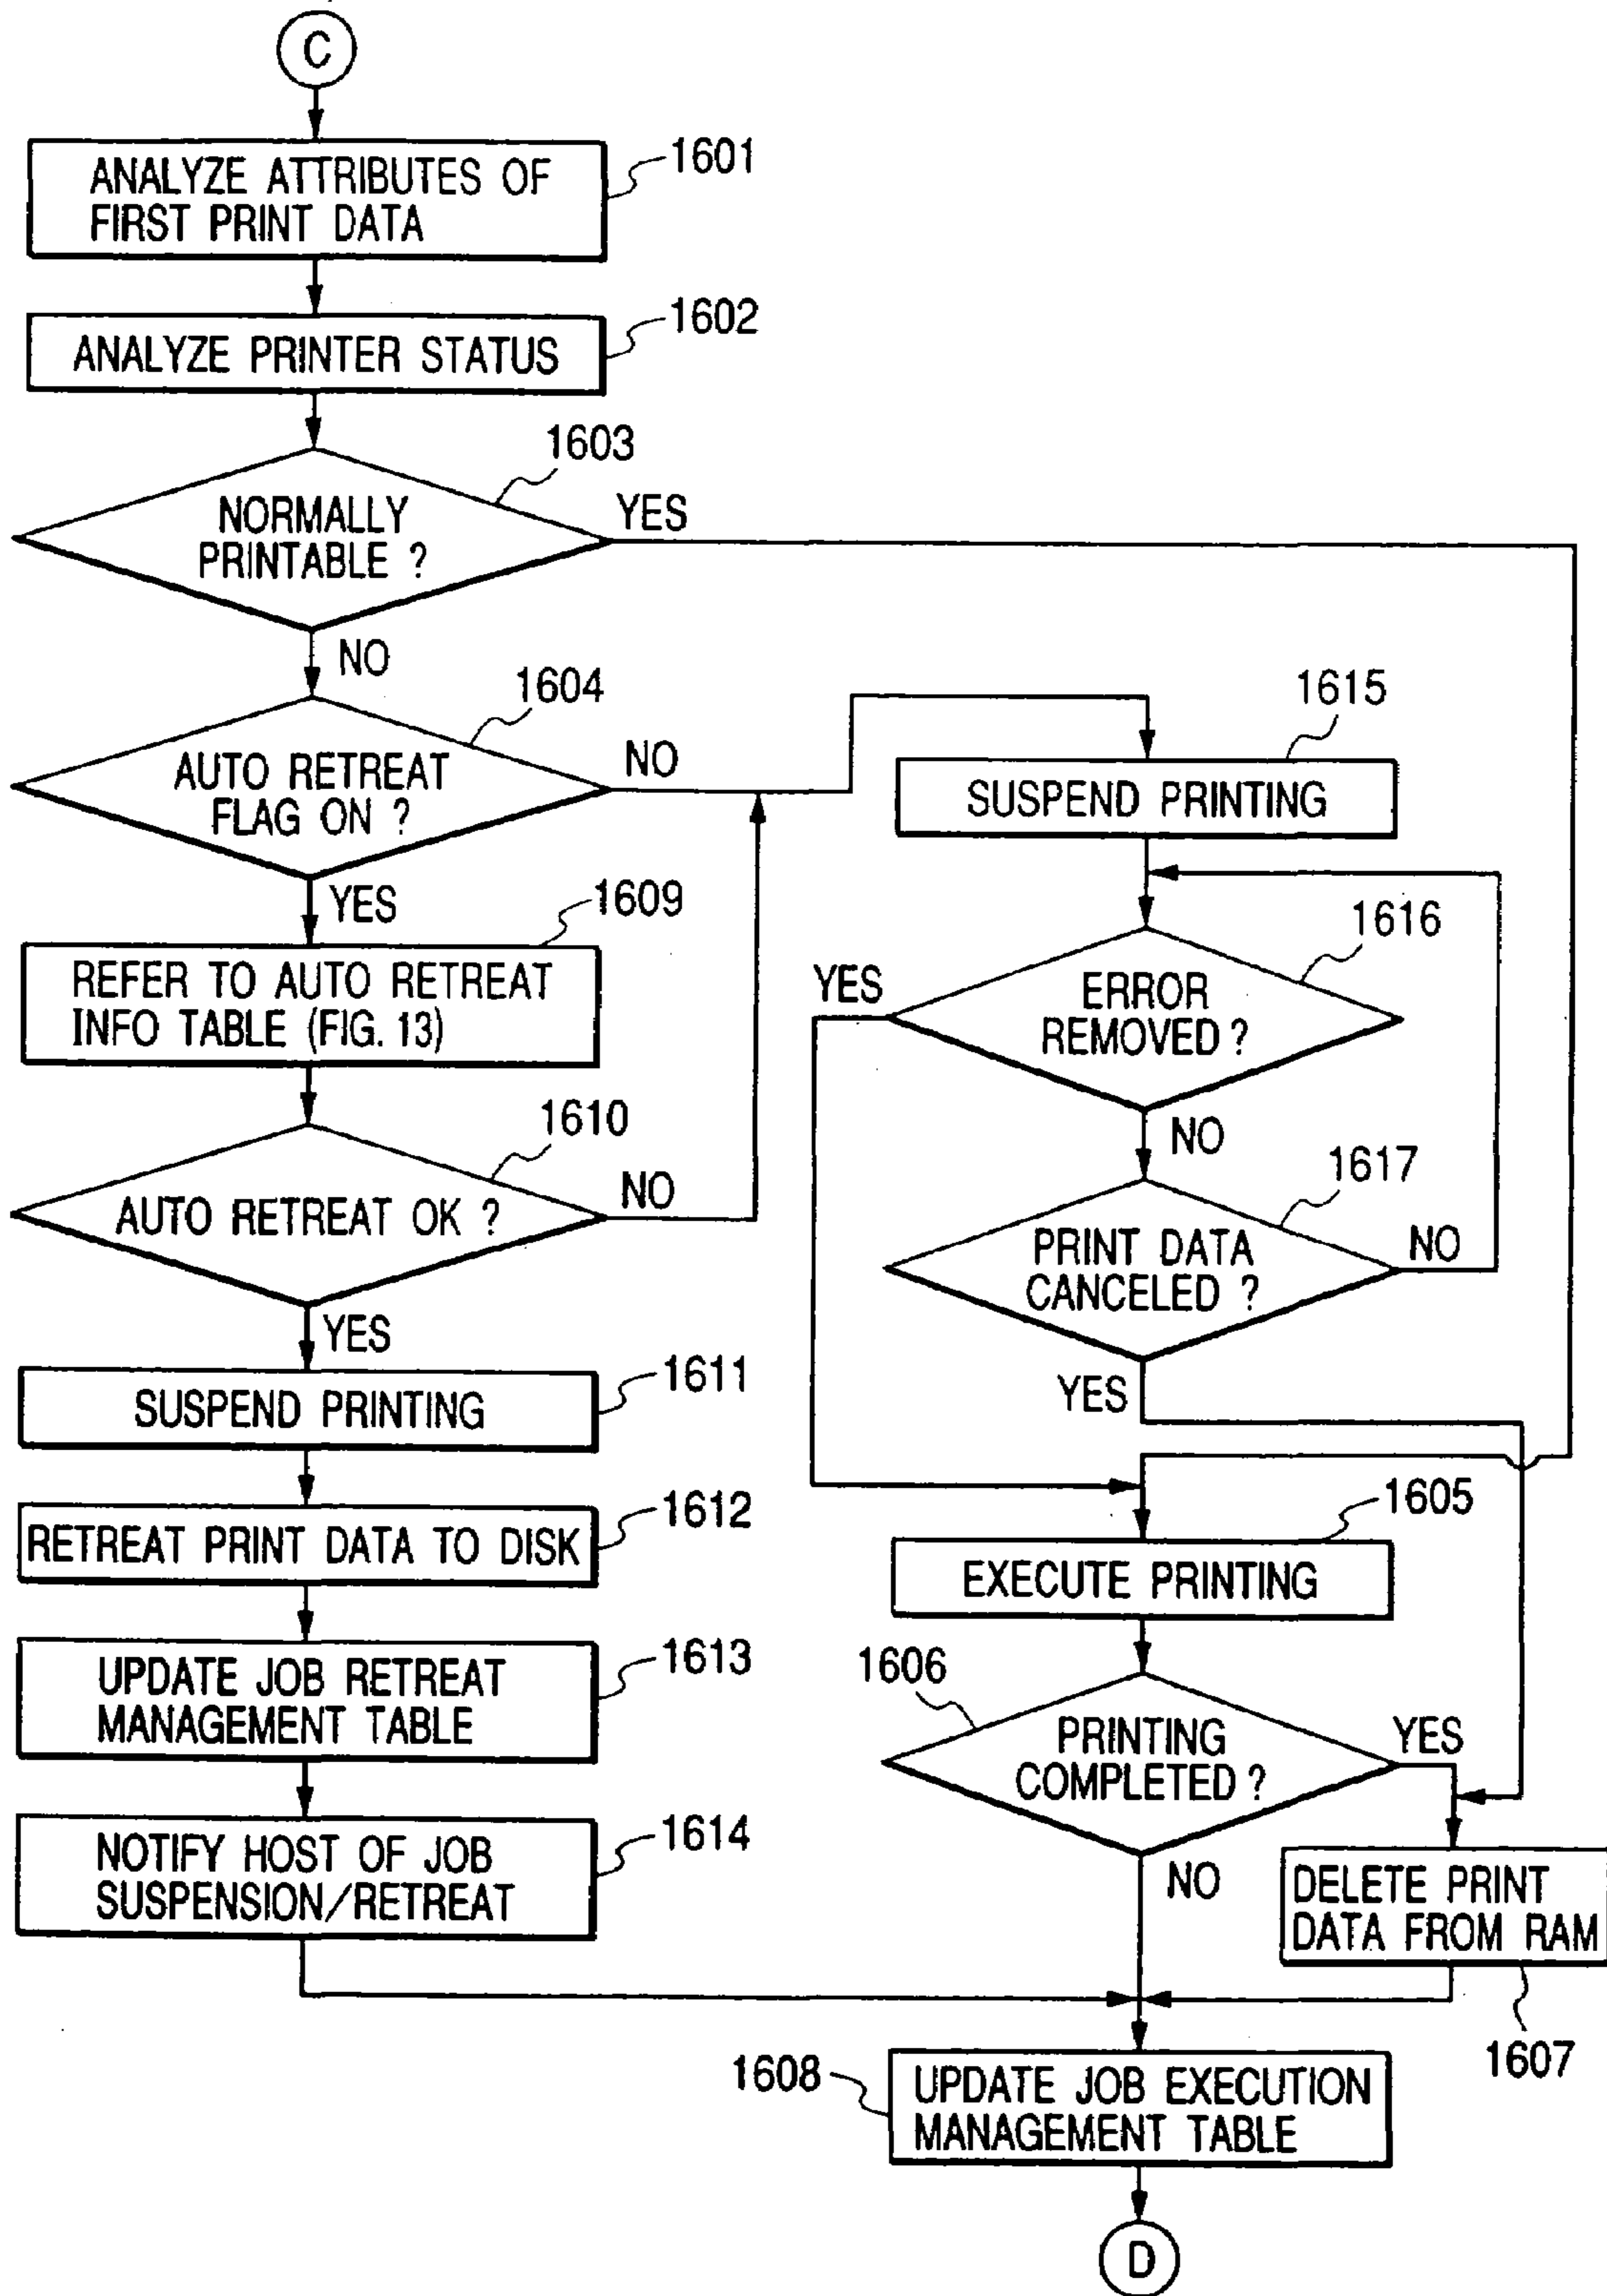 C
ANALYZE ATTRIBUTES OF
FIRST PRINT DATA
1601
ANALYZE PRINTER STATUS
1602
1603
NORMALLY
PRINTABLE ?
YES
NO
1604
AUTO RETREAT
FLAG ON ?
NO
YES
1609
REFER TO AUTO RETREAT
INFO TABLE (FIG. 13)
1610
AUTO RETREAT OK ?
NO
YES
SUSPEND PRINTING
1611
RETREAT PRINT DATA TO DISK
1612
UPDATE JOB RETREAT
MANAGEMENT TABLE
1613
NOTIFY HOST OF JOB
SUSPENSION/RETREAT
1614
1615
SUSPEND PRINTING
1616
YES
ERROR
REMOVED ?
NO
1617
PRINT DATA
CANCELED ?
NO
YES
1605
EXECUTE PRINTING
1606
PRINTING
COMPLETED ?
YES
NO
DELETE PRINT
DATA FROM RAM
1607
1608
UPDATE JOB EXECUTION
MANAGEMENT TABLE
D